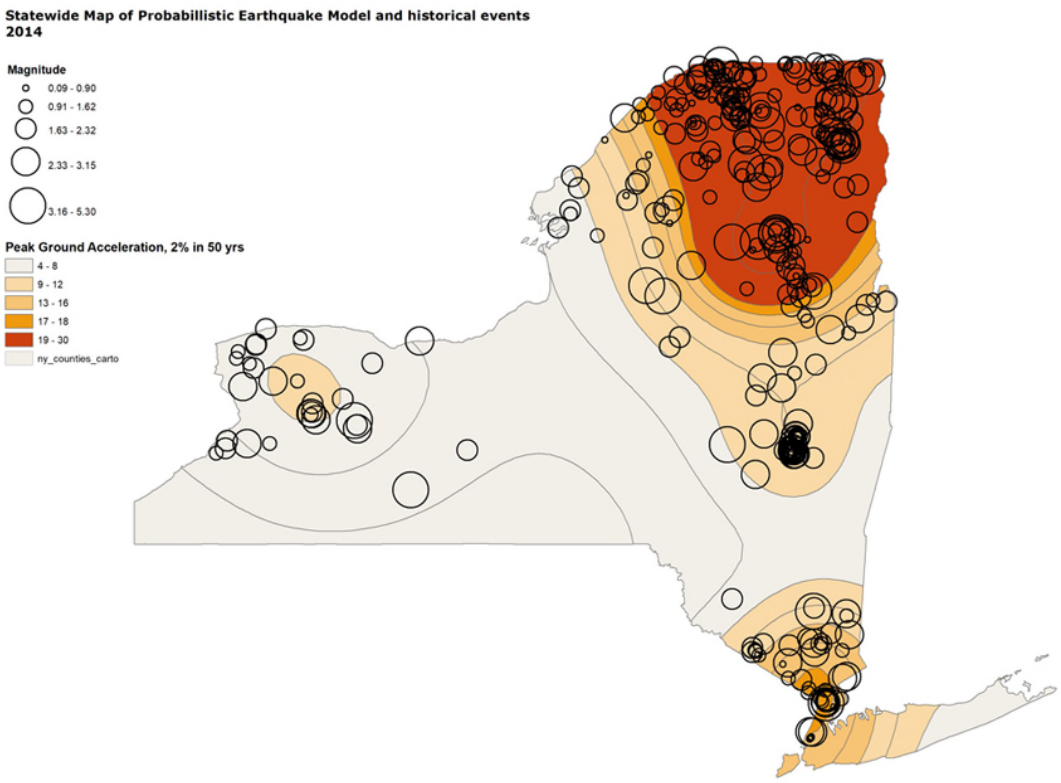 Statewide Map of Probabillistic Earthquake Model and historical events
2014
Magnitude
0.09 - 0.90
0.91 - 1.62
1.63 - 2.32
2.33 - 3.15
3.16 - 5.30
Peak Ground Acceleration, 2% in 50 yrs
4 - 8
9 - 12
13 - 16
17 - 18
19 - 30
ny_counties_carto